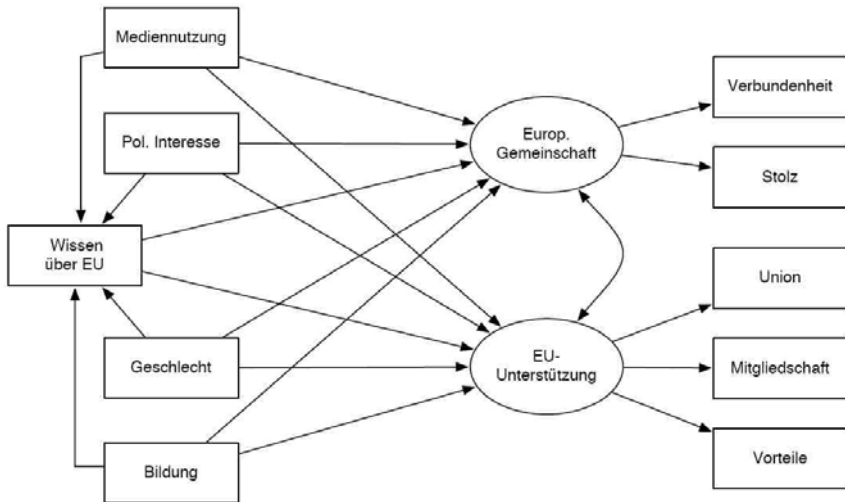 Mediennutzung
Pol. Interesse
Wissen
über EU
Geschlecht
Bildung
Europ.
Gemeinschaft
EU-
Unterstützung
Verbundenheit
Stolz
Union
Mitgliedschaft
Vorteile